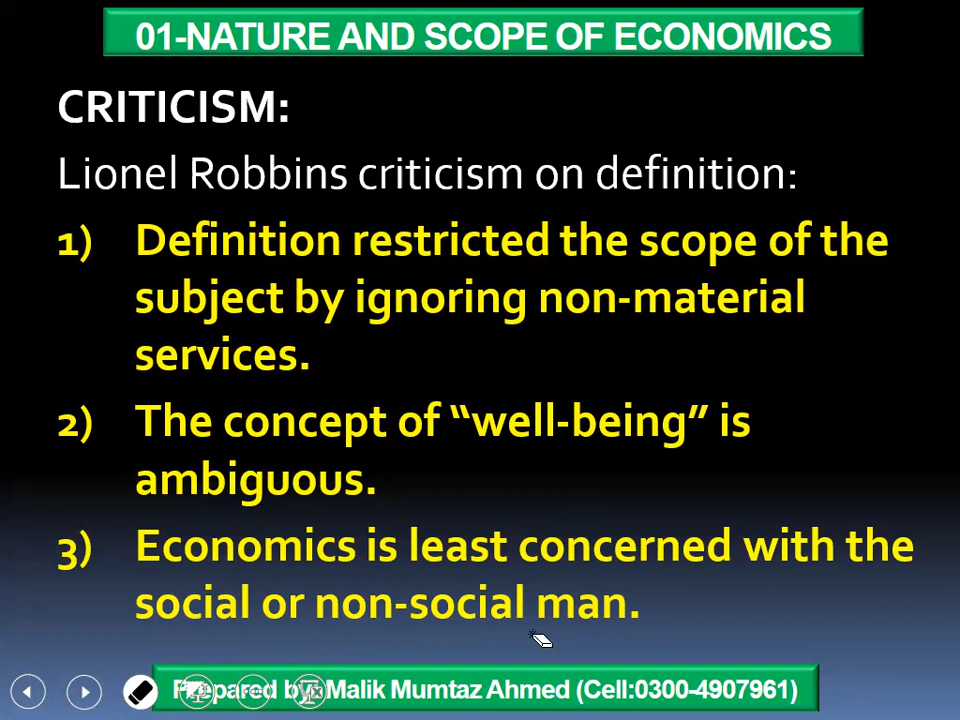 01-NATURE AND SCOPE OF ECONOMICS
CRITICISM:
Lionel Robbins criticism on definition:
1) Definition restricted the scope of the
subject by ignoring non-material
services.
2) The concept of “well-being” is
ambiguous.
3) Economics is least concerned with the
social or non-social man.
Prepared by: Malik Mumtaz Ahmed (Cell:0300-4907961)